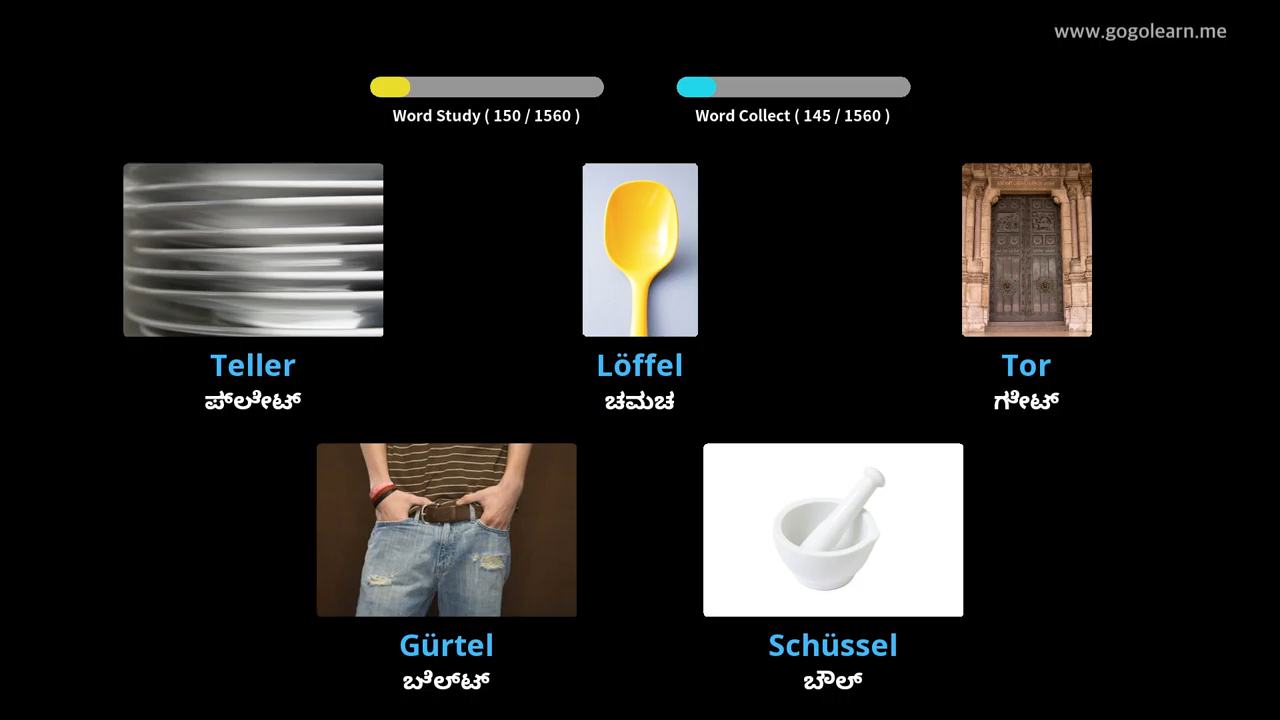 www.gogolearn.me
Word Study ( 150 / 1560 )
Word Collect ( 145 / 1560 )
Teller
ಪ್ಲೇಟ್
Löffel
ಚಮಚ
Tor
ಗೇಟ್
Gürtel
ಬೆಲ್ಟ್
Schüssel
ಬೌಲ್